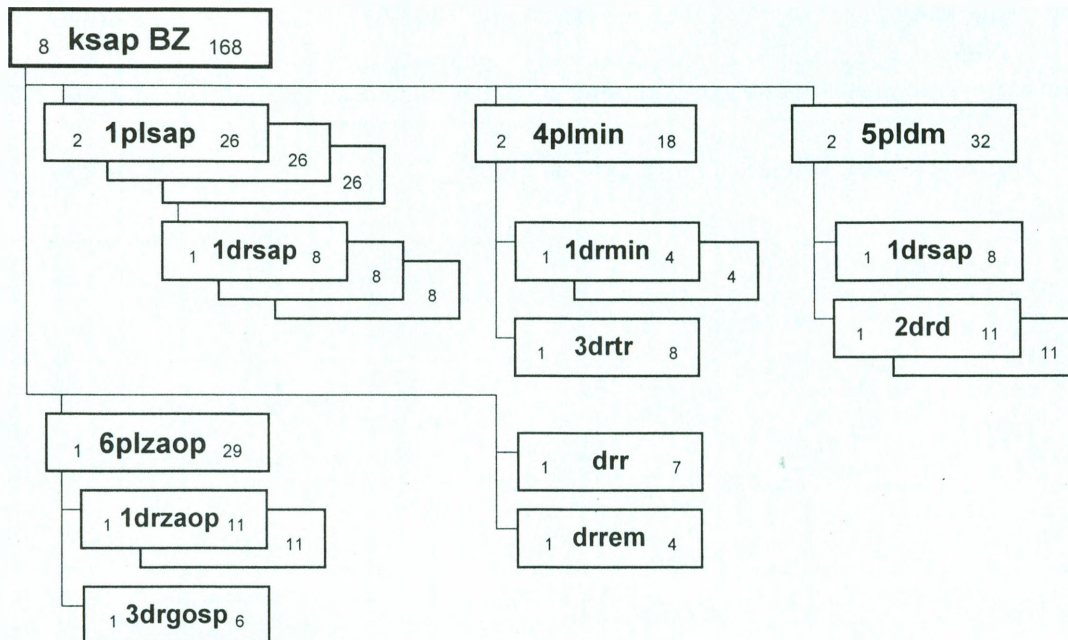 8 ksap BZ 168
2 1plsap 26
26
26
1 1drsap 8
8
8
2 4plmin 18
1 1drmin 4
4
1 3drtr 8
2 5pldm 32
1 1drsap 8
1 2drd 11
11
1 6plzaop 29
1 1drzaop 11
11
1 3drgosp 6
1 drr 7
1 drrem 4